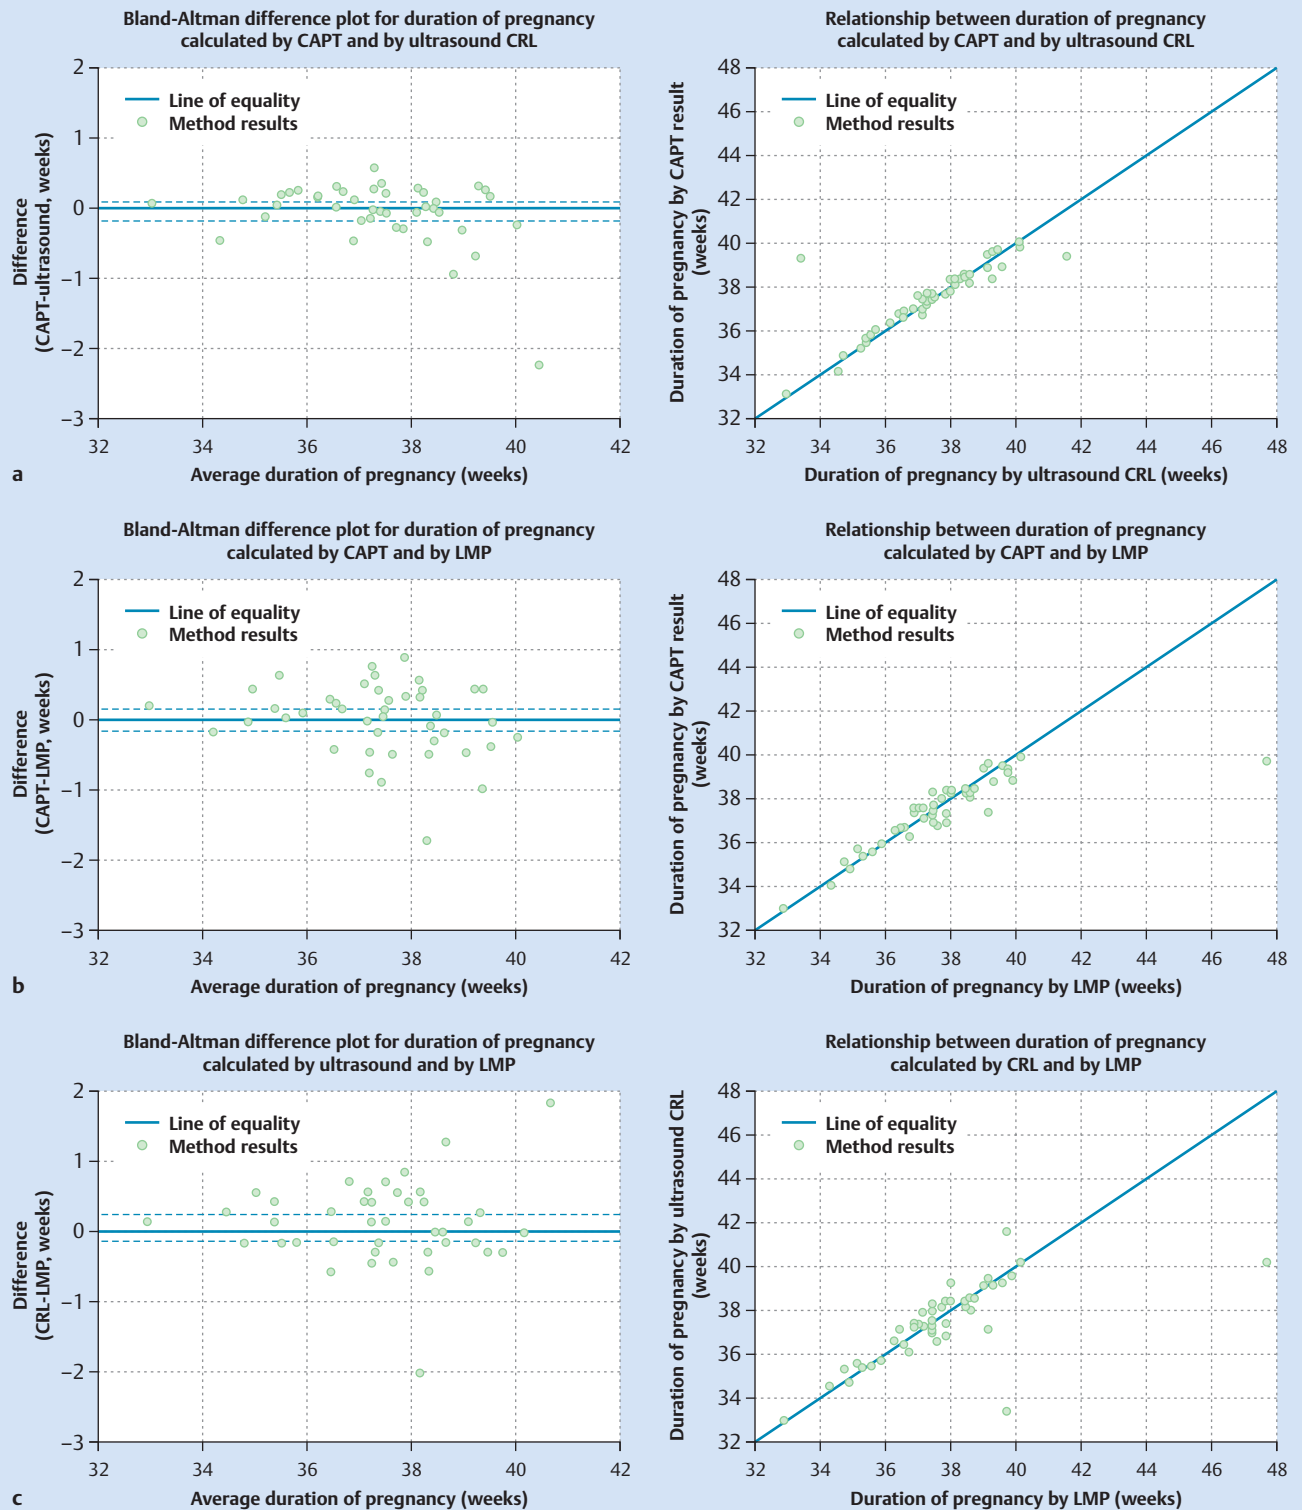 Bland-Altman difference plot for duration of pregnancy
calculated by CAPT and by ultrasound CRL
2
1
0
−1
−2
−3
Difference
(CAPT-ultrasound, weeks)
Line of equality
Method results
32 34 36 38 40 42
Average duration of pregnancy (weeks)
a
Relationship between duration of pregnancy
calculated by CAPT and by ultrasound CRL
48
46
44
42
40
38
36
34
32
Duration of pregnancy by CAPT result
(weeks)
Line of equality
Method results
32 34 36 38 40 42 44 46 48
Duration of pregnancy by ultrasound CRL (weeks)
Bland-Altman difference plot for duration of pregnancy
calculated by CAPT and by LMP
2
1
0
−1
−2
−3
Difference
(CAPT-LMP, weeks)
Line of equality
Method results
32 34 36 38 40 42
Average duration of pregnancy (weeks)
b
Relationship between duration of pregnancy
calculated by CAPT and by LMP
48
46
44
42
40
38
36
34
32
Duration of pregnancy by CAPT result
(weeks)
Line of equality
Method results
32 34 36 38 40 42 44 46 48
Duration of pregnancy by LMP (weeks)
Bland-Altman difference plot for duration of pregnancy
calculated by ultrasound and by LMP
2
1
0
−1
−2
−3
Difference
(CRL-LMP, weeks)
Line of equality
Method results
32 34 36 38 40 42
Average duration of pregnancy (weeks)
c
Relationship between duration of pregnancy
calculated by CRL and by LMP
48
46
44
42
40
38
36
34
32
Duration of pregnancy by ultrasound CRL
(weeks)
Line of equality
Method results
32 34 36 38 40 42 44 46 48
Duration of pregnancy by LMP (weeks)